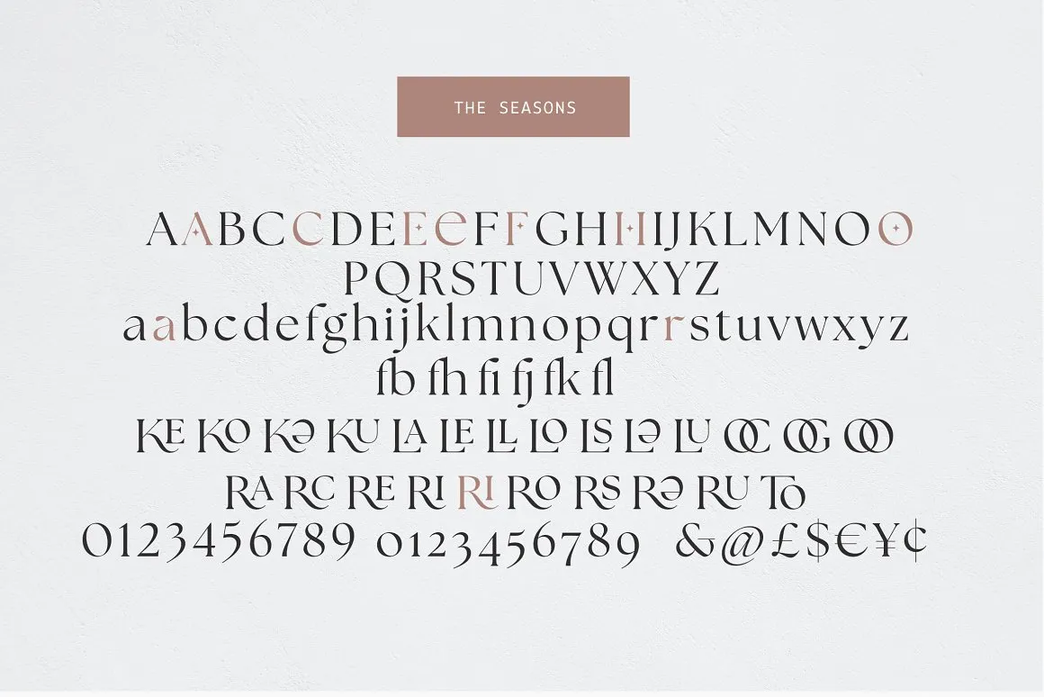 THE SEASONS
AABCCDEEeFFGHHIJKLMNOO
PQRSTUVWXYZ
aabcdefghijklmnopqrrstuvwxyz
fb fh fi fj fk fl
KE KO Kə KU LA LE LL LO LS Lə LU OC OG OO
RA RC RE RI RI RO RS Rə RU TO
0123456789 0123456789 &@£$€¥¢